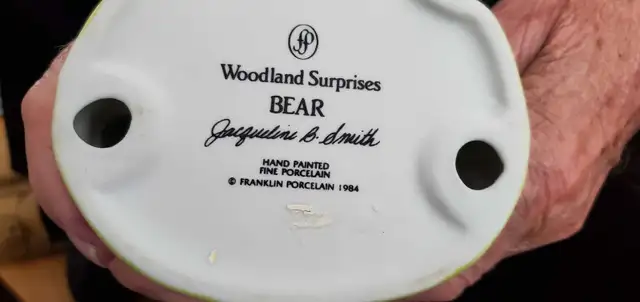 fp
Woodland Surprises
BEAR
Jacqueline B. Smith
HAND PAINTED
FINE PORCELAIN
© FRANKLIN PORCELAIN 1984